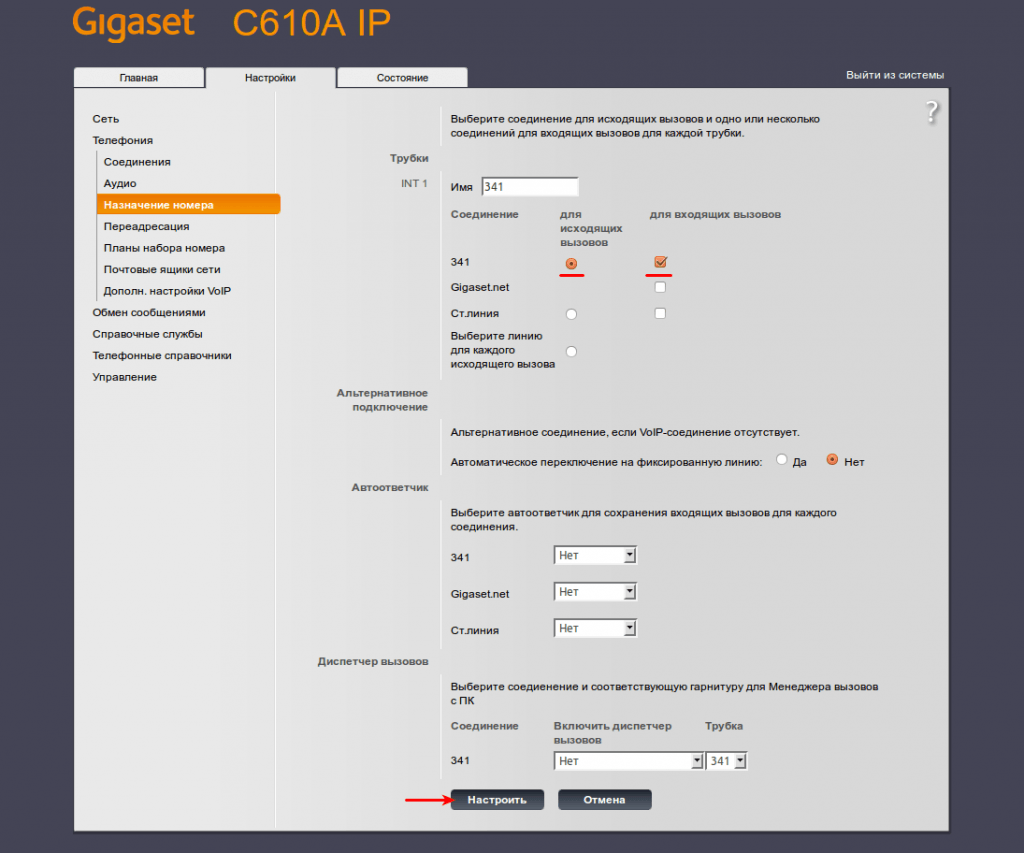 Gigaset C610A IP
Главная Настройки Состояние Выйти из системы
?
Сеть
Телефония
Соединения
Аудио
Назначение номера
Переадресация
Планы набора номера
Почтовые ящики сети
Дополн. настройки VoIP
Обмен сообщениями
Справочные службы
Телефонные справочники
Управление
Выберите соединение для исходящих вызовов и одно или несколько
соединений для входящих вызовов для каждой трубки.
Трубки
INT 1 Имя 341
Соединение для исходящих вызовов для входящих вызовов
341
Gigaset.net
Ст.линия
Выберите линию
для каждого
исходящего вызова
Альтернативное
подключение
Альтернативное соединение, если VoIP-соединение отсутствует.
Автоматическое переключение на фиксированную линию: Да Нет
Автоответчик
Выберите автоответчик для сохранения входящих вызовов для каждого
соединения.
341 Нет
Gigaset.net Нет
Ст.линия Нет
Диспетчер вызовов
Выберите соедиенение и соответствующую гарнитуру для Менеджера вызовов
с ПК
Соединение Включить диспетчер вызовов Трубка
341 Нет 341
Настроить Отмена